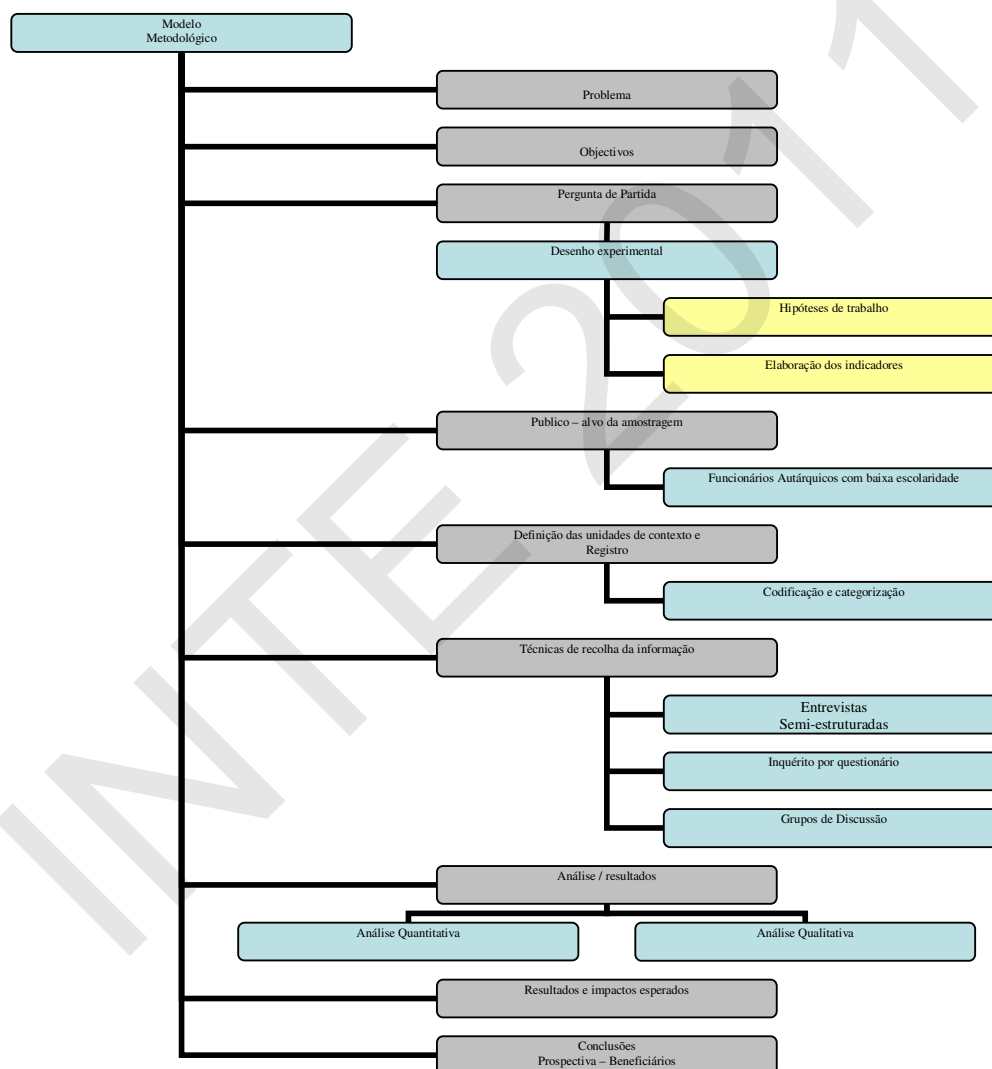 Modelo
Metodológico
Problema
Objectivos
Pergunta de Partida
Desenho experimental
Hipóteses de trabalho
Elaboração dos indicadores
Publico – alvo da amostragem
Funcionários Autárquicos com baixa escolaridade
Definição das unidades de contexto e
Registro
Codificação e categorização
Técnicas de recolha da informação
Entrevistas
Semi-estruturadas
Inquérito por questionário
Grupos de Discussão
Análise / resultados
Análise Quantitativa
Análise Qualitativa
Resultados e impactos esperados
Conclusões
Prospectiva – Beneficiários
INTE 2011